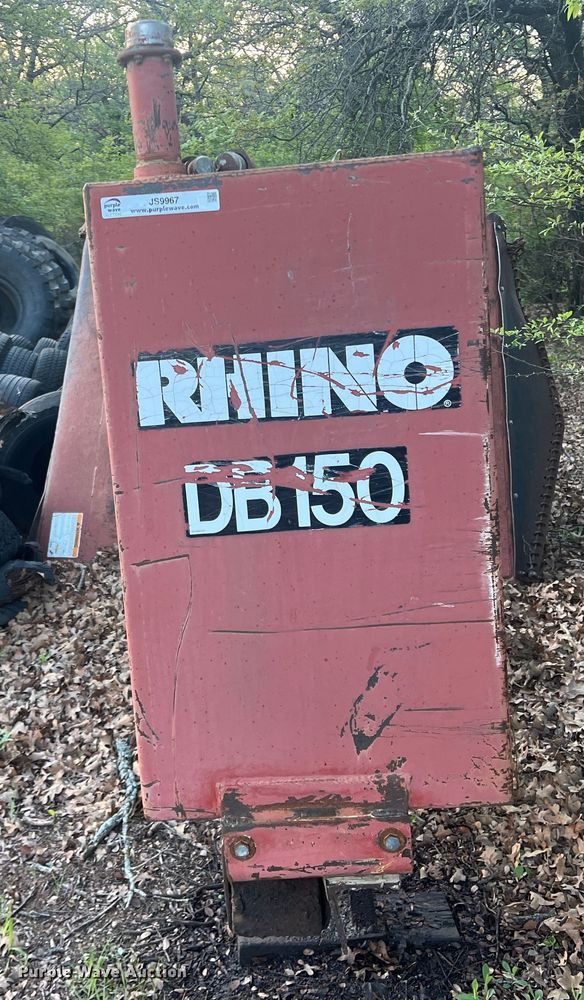 purple wave
JS9967
www.purplewave.com
RHINO®
DB150
Purple Wave Auction